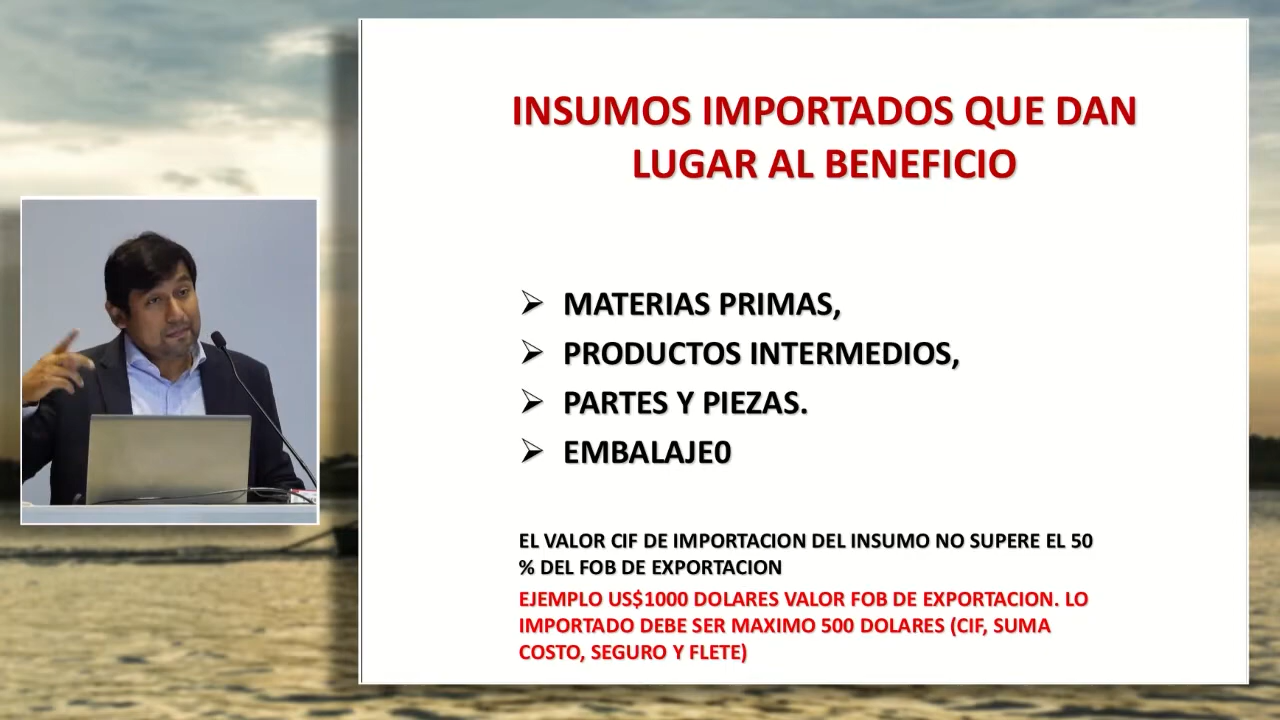 INSUMOS IMPORTADOS QUE DAN
LUGAR AL BENEFICIO
➢ MATERIAS PRIMAS,
➢ PRODUCTOS INTERMEDIOS,
➢ PARTES Y PIEZAS.
➢ EMBALAJE0
EL VALOR CIF DE IMPORTACION DEL INSUMO NO SUPERE EL 50
% DEL FOB DE EXPORTACION
EJEMPLO US$1000 DOLARES VALOR FOB DE EXPORTACION. LO
IMPORTADO DEBE SER MAXIMO 500 DOLARES (CIF, SUMA
COSTO, SEGURO Y FLETE)